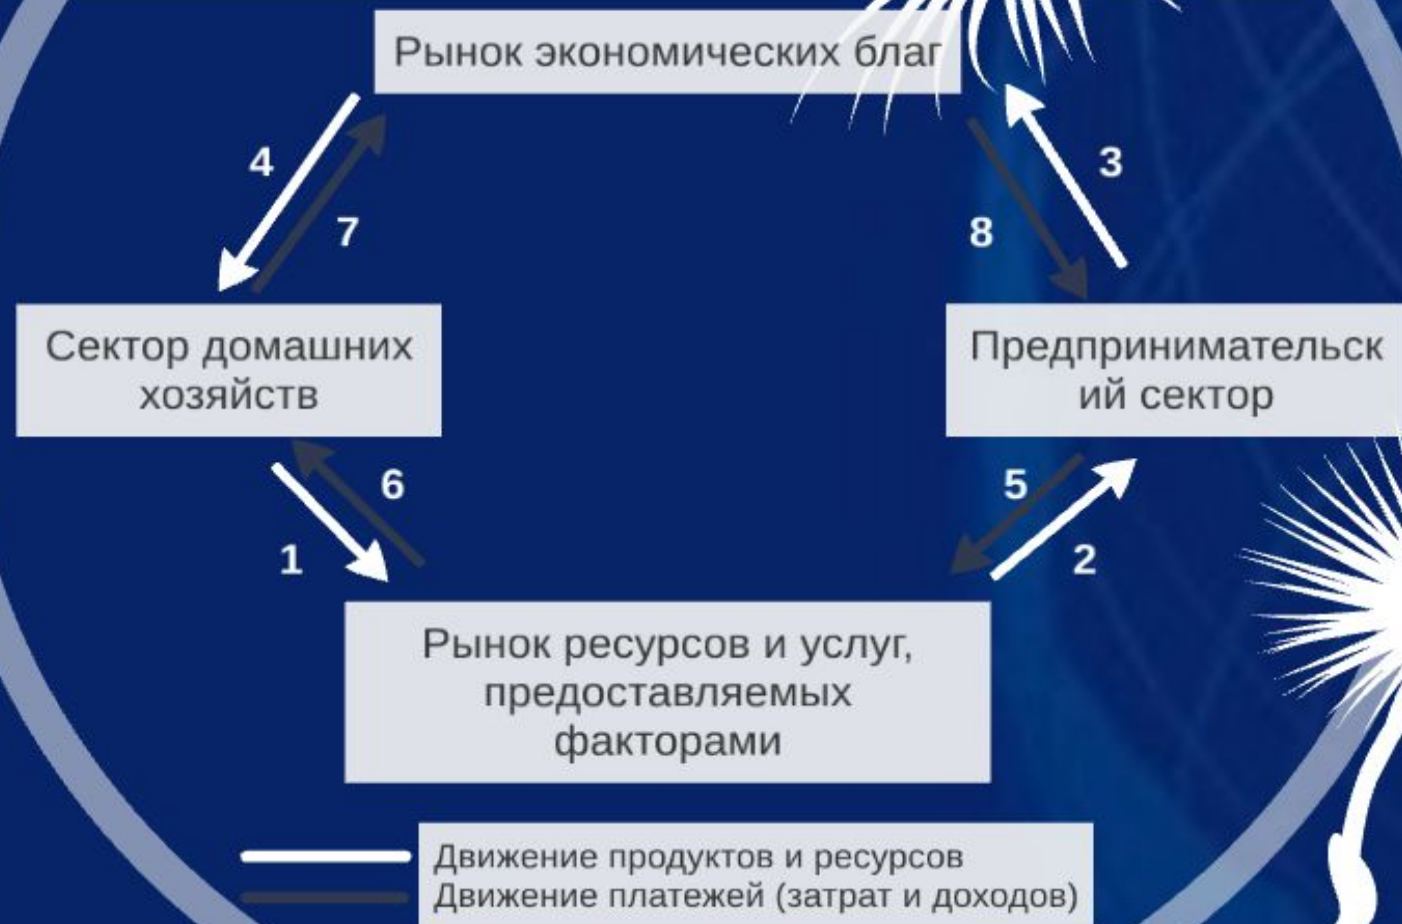 Рынок экономических благ
4
3
7
8
Сектор домашних
хозяйств
Предпринимательск
ий сектор
6
5
1
2
Рынок ресурсов и услуг,
предоставляемых
факторами
Движение продуктов и ресурсов
Движение платежей (затрат и доходов)